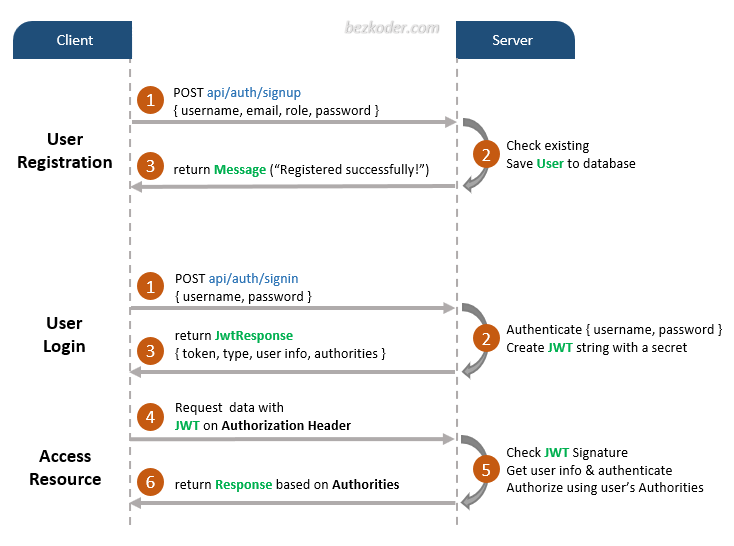 bezkoder.com
Client
Server
1
POST api/auth/signup
{ username, email, role, password }
User
Registration
2
Check existing
Save User to database
3
return Message (“Registered successfully!”)
1
POST api/auth/signin
{ username, password }
User
Login
2
Authenticate { username, password }
Create JWT string with a secret
3
return JwtResponse
{ token, type, user info, authorities }
4
Request data with
JWT on Authorization Header
Access
Resource
5
Check JWT Signature
Get user info & authenticate
Authorize using user’s Authorities
6
return Response based on Authorities